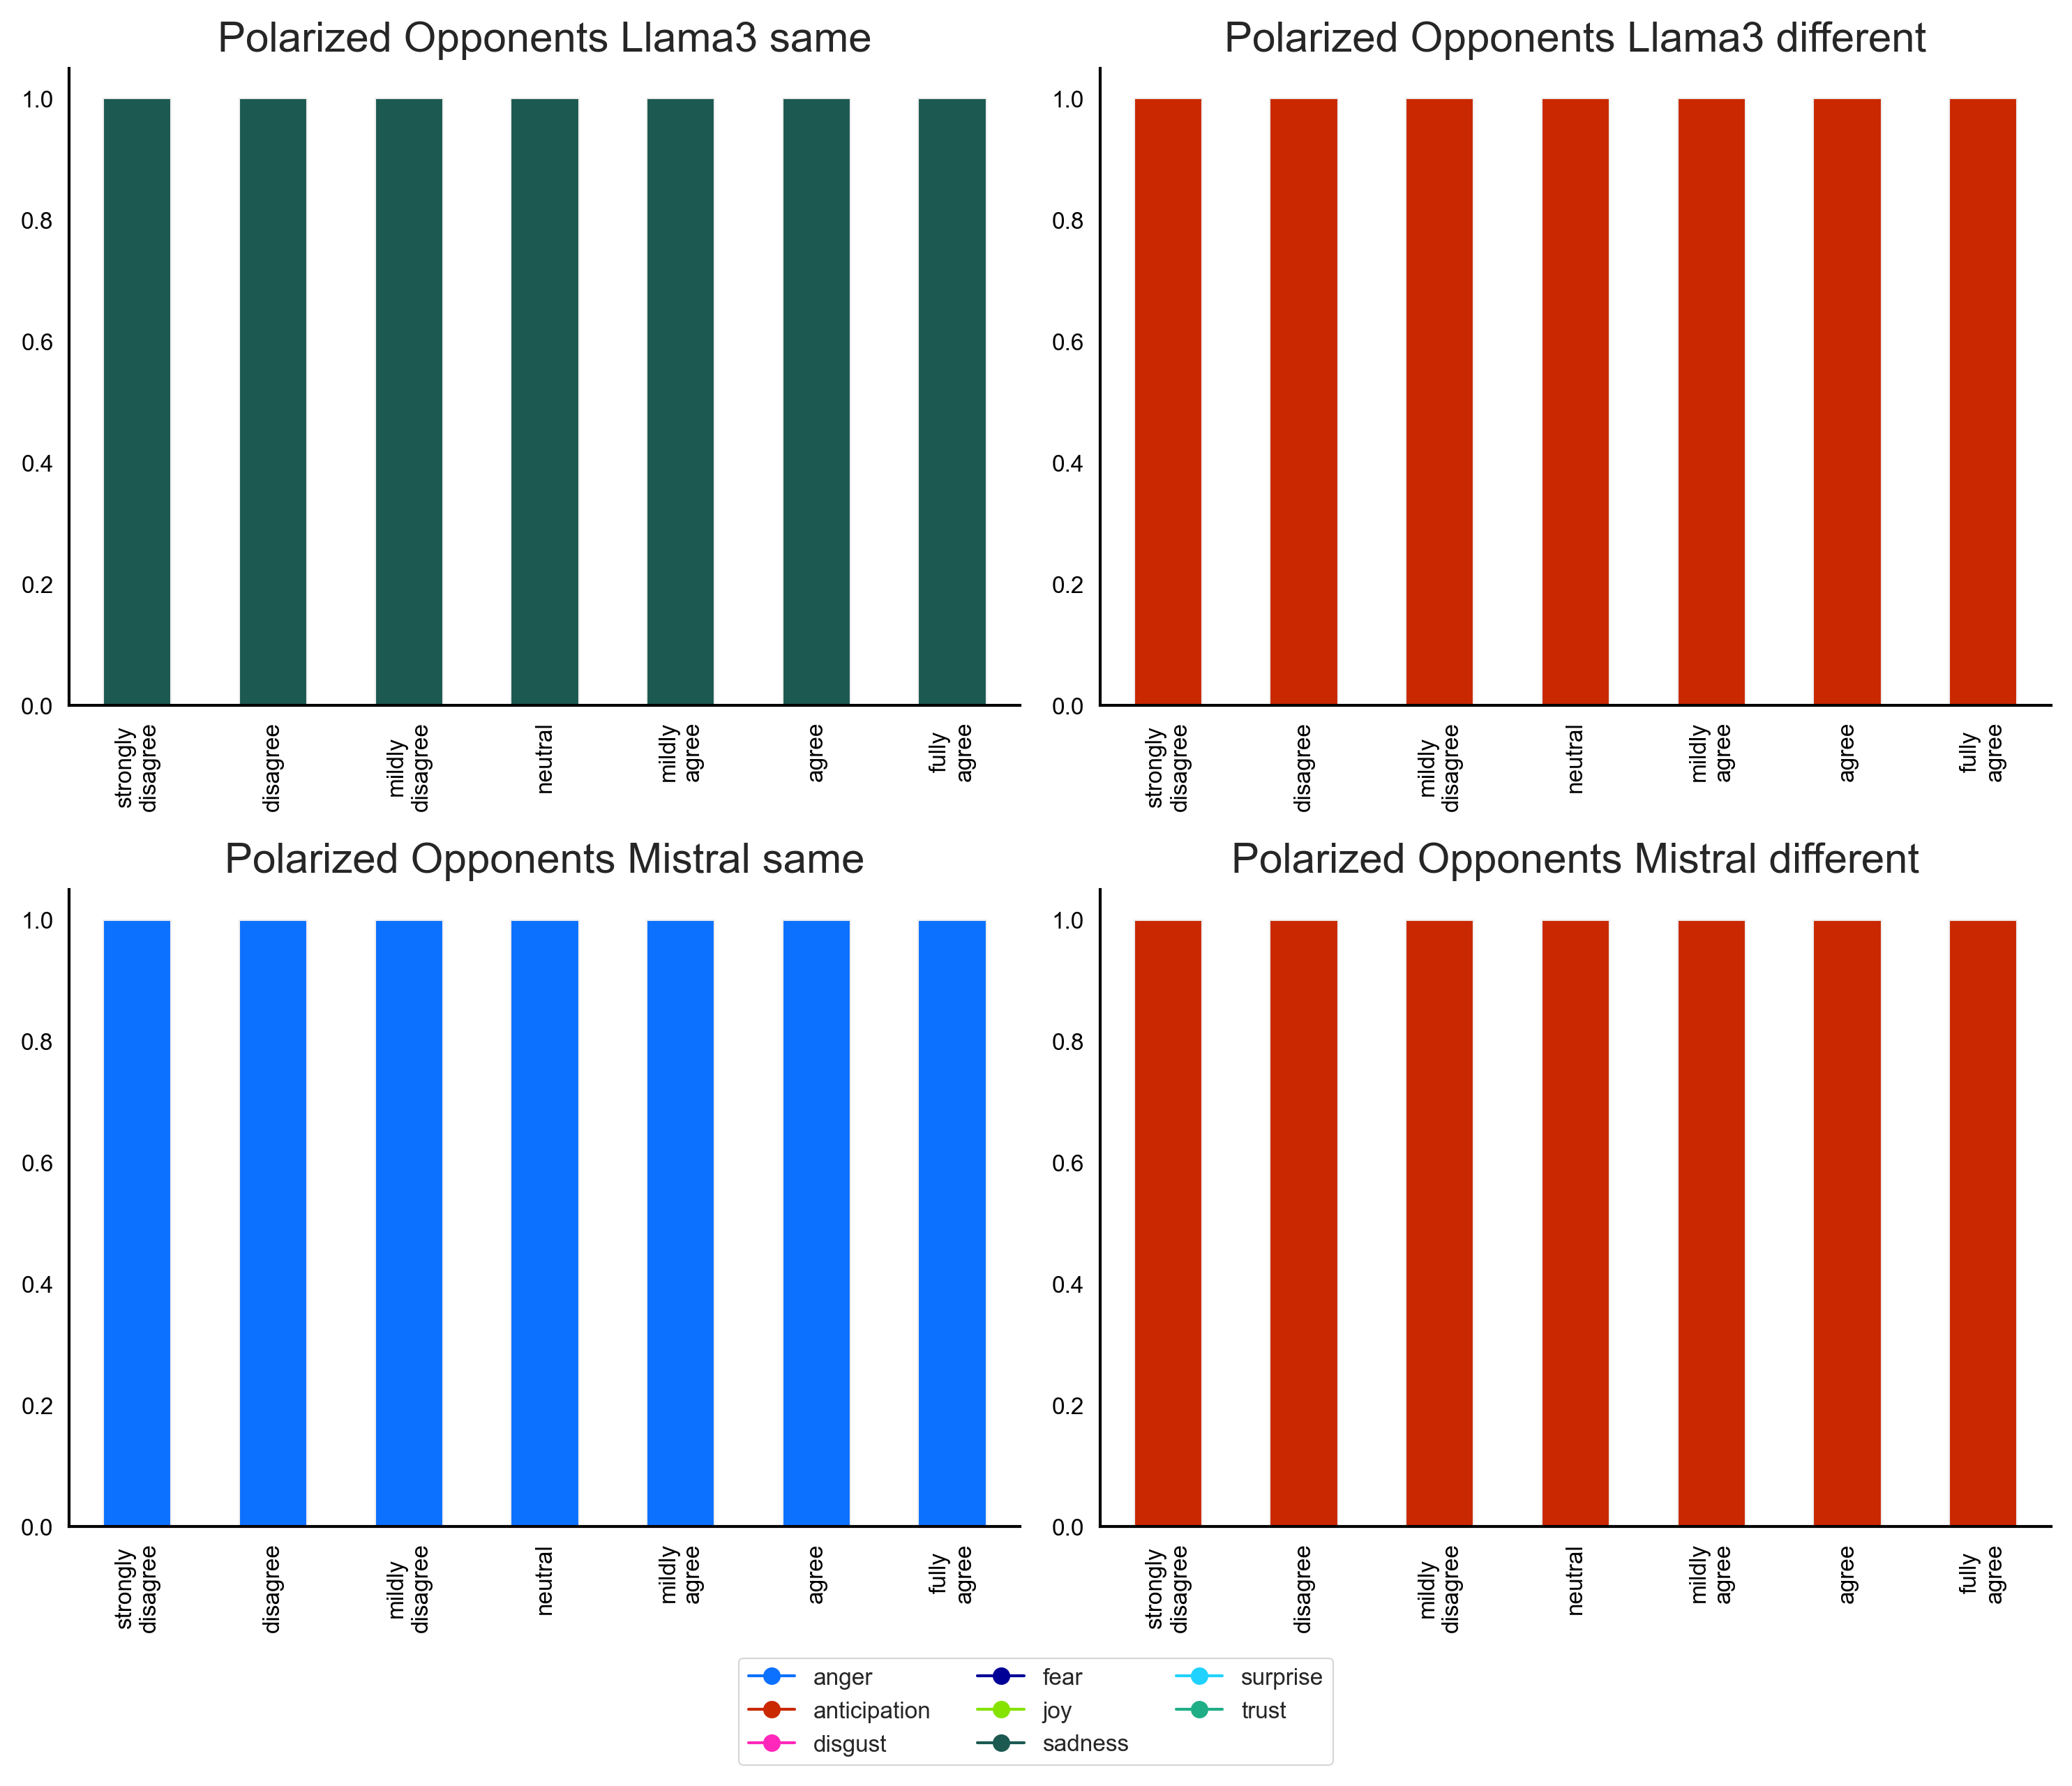 Polarized Opponents Llama3 same
1.0
0.8
0.6
0.4
0.2
0.0
strongly
disagree
disagree
mildly
disagree
neutral
mildly
agree
agree
fully
agree
Polarized Opponents Llama3 different
1.0
0.8
0.6
0.4
0.2
0.0
strongly
disagree
disagree
mildly
disagree
neutral
mildly
agree
agree
fully
agree
Polarized Opponents Mistral same
1.0
0.8
0.6
0.4
0.2
0.0
strongly
disagree
disagree
mildly
disagree
neutral
mildly
agree
agree
fully
agree
Polarized Opponents Mistral different
1.0
0.8
0.6
0.4
0.2
0.0
strongly
disagree
disagree
mildly
disagree
neutral
mildly
agree
agree
fully
agree
anger
anticipation
disgust
fear
joy
sadness
surprise
trust